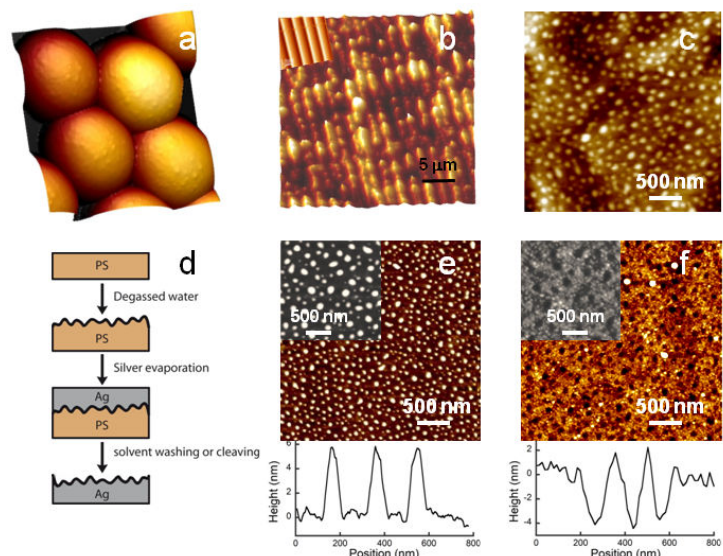 a
b
5 μm
c
500 nm
d
PS
Degassed water
PS
Silver evaporation
Ag
PS
solvent washing or cleaving
Ag
e
500 nm
500 nm
Height (nm)
6
4
2
0
0 200 400 600 800
Position (nm)
f
500 nm
500 nm
Height (nm)
2
0
-2
-4
0 200 400 600 800
Position (nm)